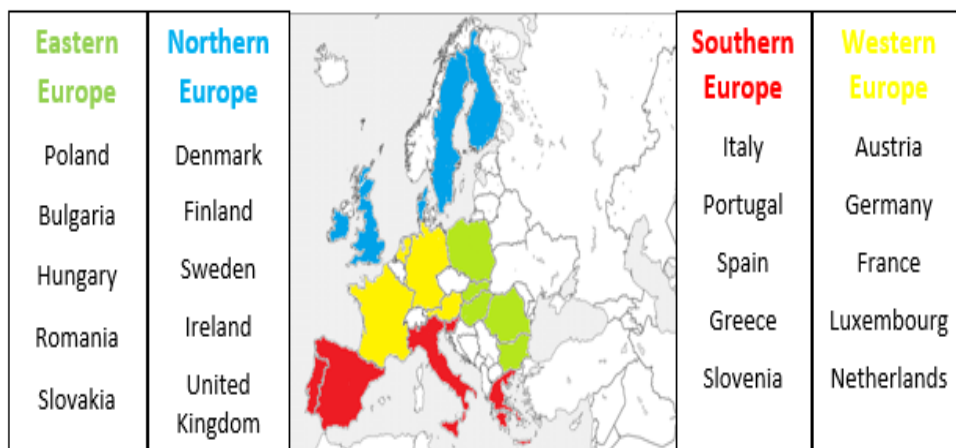 Eastern
Europe
Poland
Bulgaria
Hungary
Romania
Slovakia
Northern
Europe
Denmark
Finland
Sweden
Ireland
United
Kingdom
Southern
Europe
Italy
Portugal
Spain
Greece
Slovenia
Western
Europe
Austria
Germany
France
Luxembourg
Netherlands